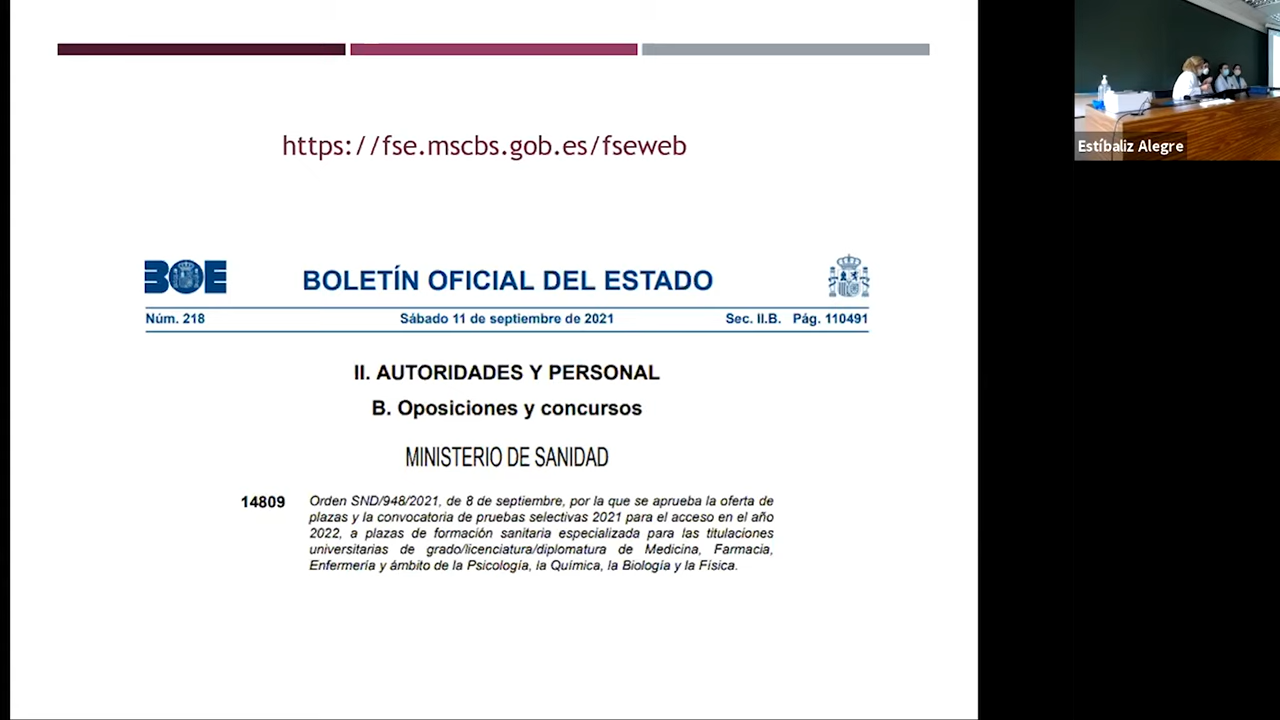 https://fse.mscbs.gob.es/fseweb
Estíbaliz Alegre
BOE
BOLETÍN OFICIAL DEL ESTADO
Núm. 218 Sábado 11 de septiembre de 2021 Sec. II.B. Pág. 110491
II. AUTORIDADES Y PERSONAL
B. Oposiciones y concursos
MINISTERIO DE SANIDAD
14809 Orden SND/948/2021, de 8 de septiembre, por la que se aprueba la oferta de
plazas y la convocatoria de pruebas selectivas 2021 para el acceso en el año
2022, a plazas de formación sanitaria especializada para las titulaciones
universitarias de grado/licenciatura/diplomatura de Medicina, Farmacia,
Enfermería y ámbito de la Psicología, la Química, la Biología y la Física.